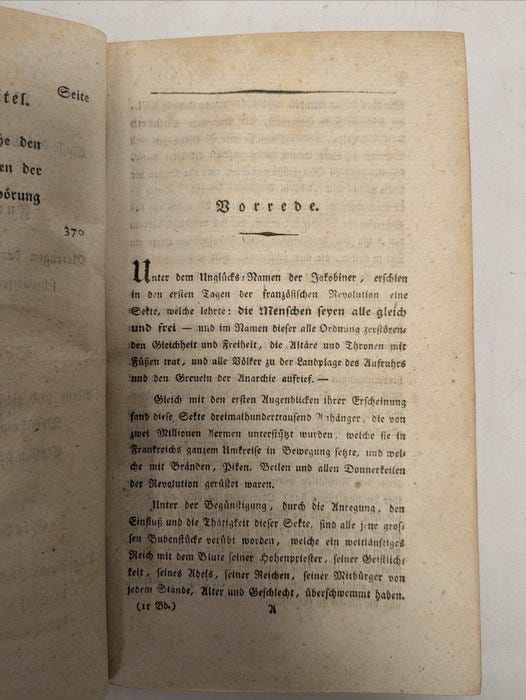 tel.
Seite
he den
en der
wörung
370
Vorrede.
Unter dem Unglücks-Namen der Jakobiner, erschien
in den ersten Tagen der französischen Revolution eine
Sekte, welche lehrte: die Menschen seyen alle gleich
und frei — und im Namen dieser alle Ordnung zerstören-
den Gleichheit und Freiheit, die Altäre und Thronen mit
Füßen trat, und alle Völker zu der Landplage des Aufruhrs
und den Greueln der Anarchie aufrief. —
Gleich mit den ersten Augenblicken ihrer Erscheinung
fand diese Sekte dreimalhunderttausend Anhänger, die von
zwei Millionen Aermen unterstützt wurden, welche sie in
Frankreichs ganzem Umkreise in Bewegung setzte, und wel-
che mit Bränden, Piken, Beilen und allen Donnerkeilen
der Revolution gerüstet waren.
Unter der Begünstigung, durch die Anregung, den
Einfluß und die Thätigkeit dieser Sekte, sind alle jene gros-
sen Bubenstücke verübt worden, welche ein weitläuftiges
Reich mit dem Blute seiner Hohenpriester, seiner Geistlich-
keit, seines Adels, seiner Reichen, seiner Mitbürger von
jedem Stande, Alter und Geschlecht, überschwemmt haben.
(1r Bd.) A